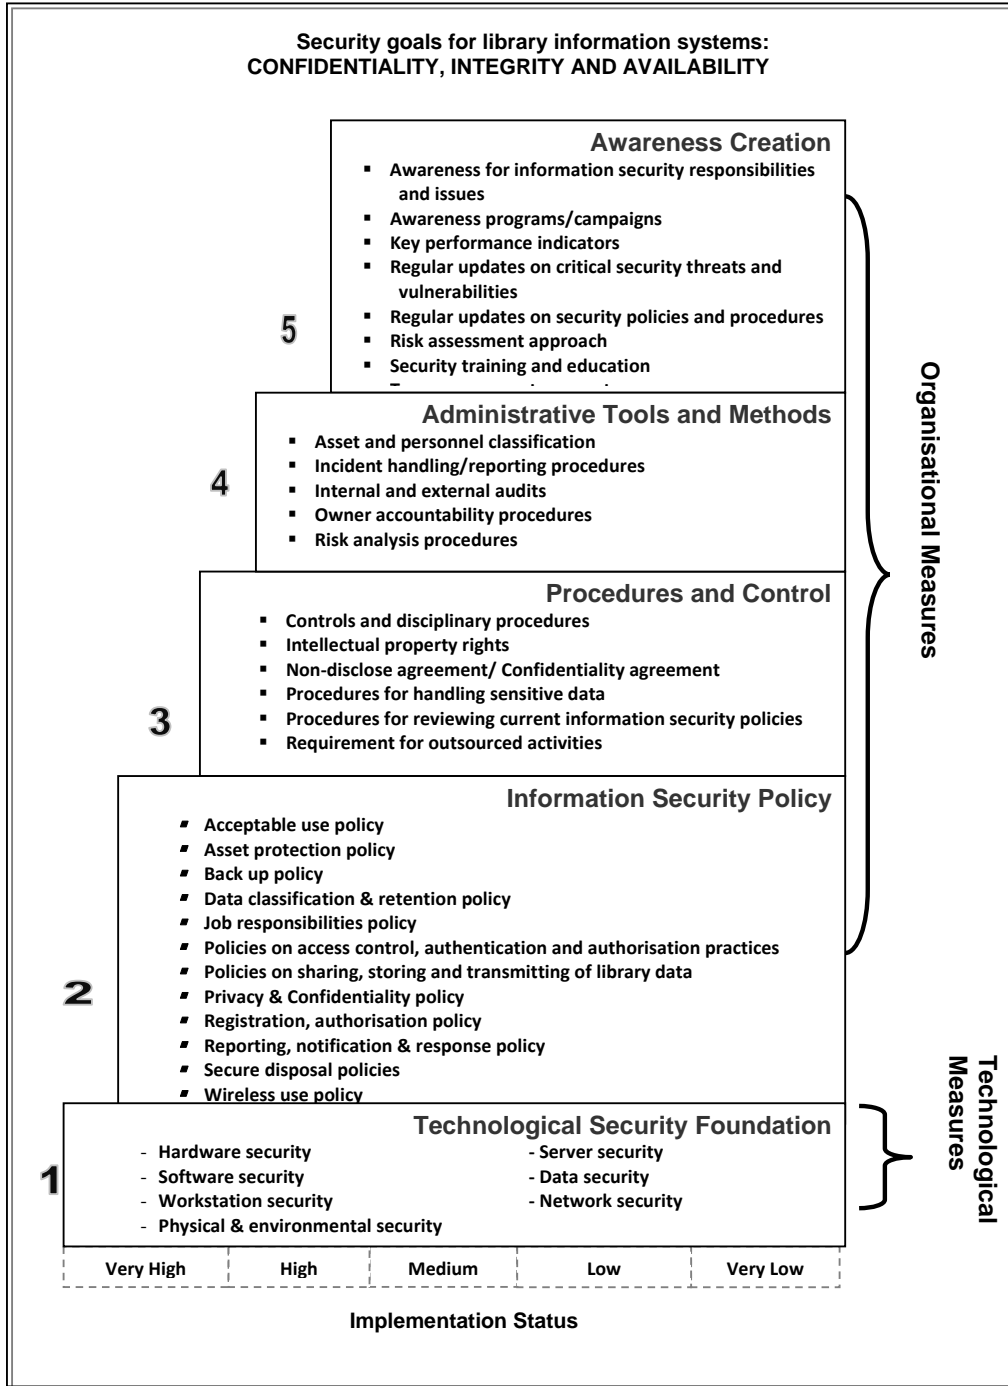 Security goals for library information systems:
CONFIDENTIALITY, INTEGRITY AND AVAILABILITY
Awareness Creation
▪ Awareness for information security responsibilities
and issues
▪ Awareness programs/campaigns
▪ Key performance indicators
▪ Regular updates on critical security threats and
vulnerabilities
▪ Regular updates on security policies and procedures
▪ Risk assessment approach
▪ Security training and education
5
Administrative Tools and Methods
▪ Asset and personnel classification
▪ Incident handling/reporting procedures
▪ Internal and external audits
▪ Owner accountability procedures
▪ Risk analysis procedures
4
Procedures and Control
▪ Controls and disciplinary procedures
▪ Intellectual property rights
▪ Non-disclose agreement/ Confidentiality agreement
▪ Procedures for handling sensitive data
▪ Procedures for reviewing current information security policies
▪ Requirement for outsourced activities
3
Information Security Policy
▪ Acceptable use policy
▪ Asset protection policy
▪ Back up policy
▪ Data classification & retention policy
▪ Job responsibilities policy
▪ Policies on access control, authentication and authorisation practices
▪ Policies on sharing, storing and transmitting of library data
▪ Privacy & Confidentiality policy
▪ Registration, authorisation policy
▪ Reporting, notification & response policy
▪ Secure disposal policies
▪ Wireless use policy
2
Technological Security Foundation
- Hardware security
- Software security
- Workstation security
- Physical & environmental security
- Server security
- Data security
- Network security
1
Organisational Measures
Technological
Measures
Very High
High
Medium
Low
Very Low
Implementation Status